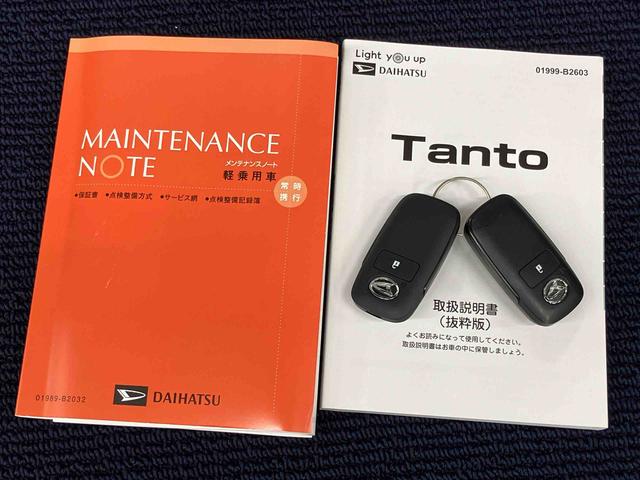 MAINTENANCE
NOTE
メンテナンスノート
軽乗用車
常時
携行
●保証書 ●点検整備方式 ●サービス網 ●点検整備記録簿
01989-B2032
DAIHATSU
Light you up
DAIHATSU
01999-B2603
Tanto
取扱説明書
（抜粋版）
よくお読みになって使用してください。
取扱説明書はお車の中に保管しましょう。